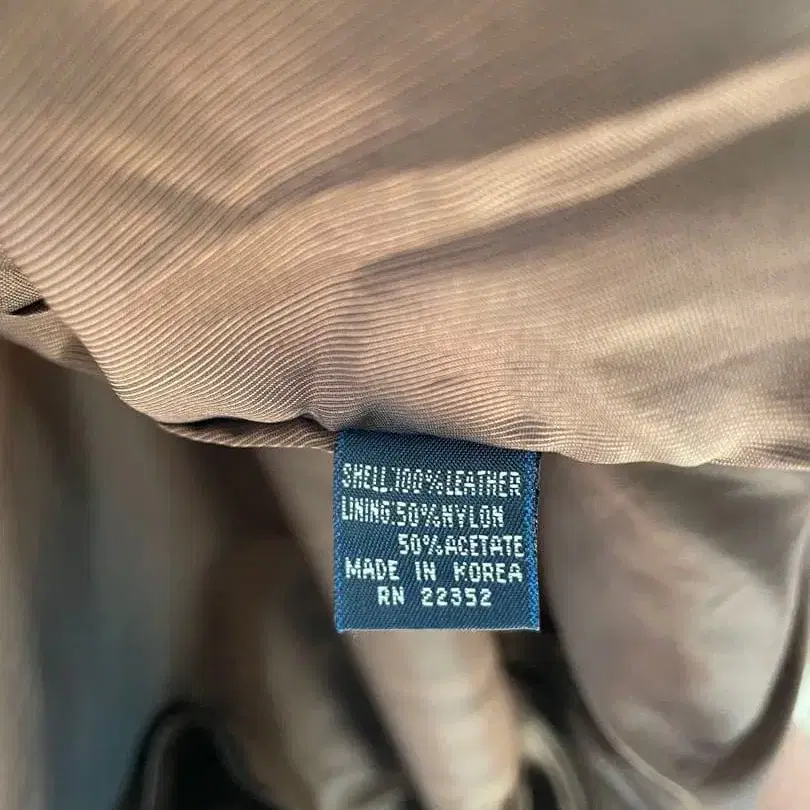 SHELL:100%LEATHER
LINING:50%NYLON
50%ACETATE
MADE IN KOREA
RN 22352